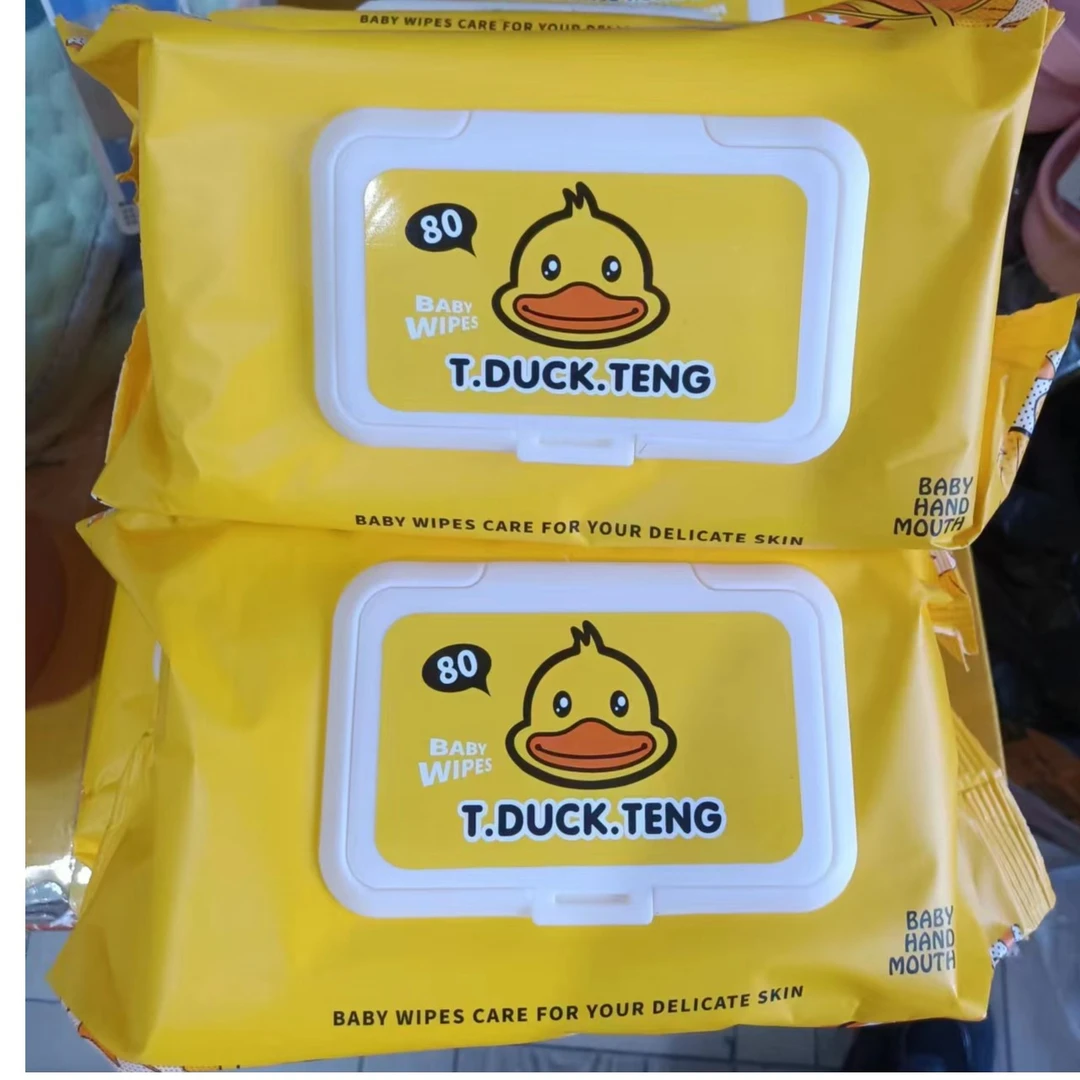 BABY WIPES CARE FOR YOUR
80
BABY
WIPES
T.DUCK.TENG
BABY
HAND
MOUTH
BABY WIPES CARE FOR YOUR DELICATE SKIN
80
BABY
WIPES
T.DUCK.TENG
BABY
HAND
MOUTH
BABY WIPES CARE FOR YOUR DELICATE SKIN